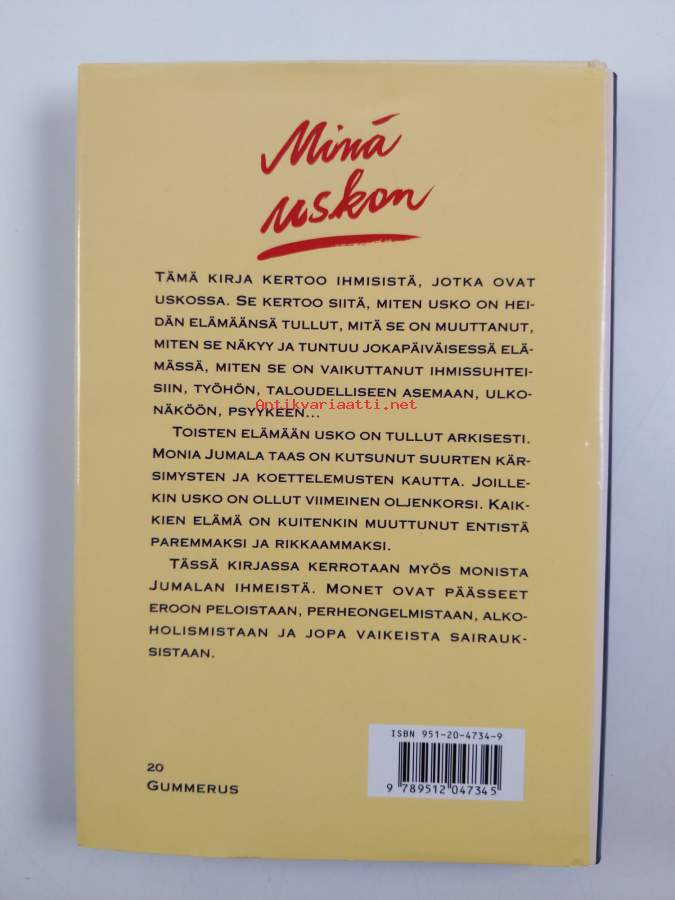 Minä
uskon
TÄMÄ KIRJA KERTOO IHMISISTÄ, JOTKA OVAT
USKOSSA. SE KERTOO SIITÄ, MITEN USKO ON HEI-
DÄN ELÄMÄÄNSÄ TULLUT, MITÄ SE ON MUUTTANUT,
MITEN SE NÄKYY JA TUNTUU JOKAPÄIVÄISESSÄ ELÄ-
MÄSSÄ, MITEN SE ON VAIKUTTANUT IHMISSUHTEI-
SIIN, TYÖHÖN, TALOUDELLISEEN ASEMAAN, ULKO-
NÄKÖÖN, PSYYKEEN...
Antikvariaatti.net
TOISTEN ELÄMÄÄN USKO ON TULLUT ARKISESTI.
MONIA JUMALA TAAS ON KUTSUNUT SUURTEN KÄR-
SIMYSTEN JA KOETTELEMUSTEN KAUTTA. JOILLE-
KIN USKO ON OLLUT VIIMEINEN OLJENKORSI. KAIK-
KIEN ELÄMÄ ON KUITENKIN MUUTTUNUT ENTISTÄ
PAREMMAKSI JA RIKKAAMMAKSI.
TÄSSÄ KIRJASSA KERROTAAN MYÖS MONISTA
JUMALAN IHMEISTÄ. MONET OVAT PÄÄSSEET
EROON PELOISTAAN, PERHEONGELMISTAAN, ALKO-
HOLISMISTAAN JA JOPA VAIKEISTA SAIRAUK-
SISTAAN.
ISBN 951-20-4734-9
9 789512 047345
20
GUMMERUS